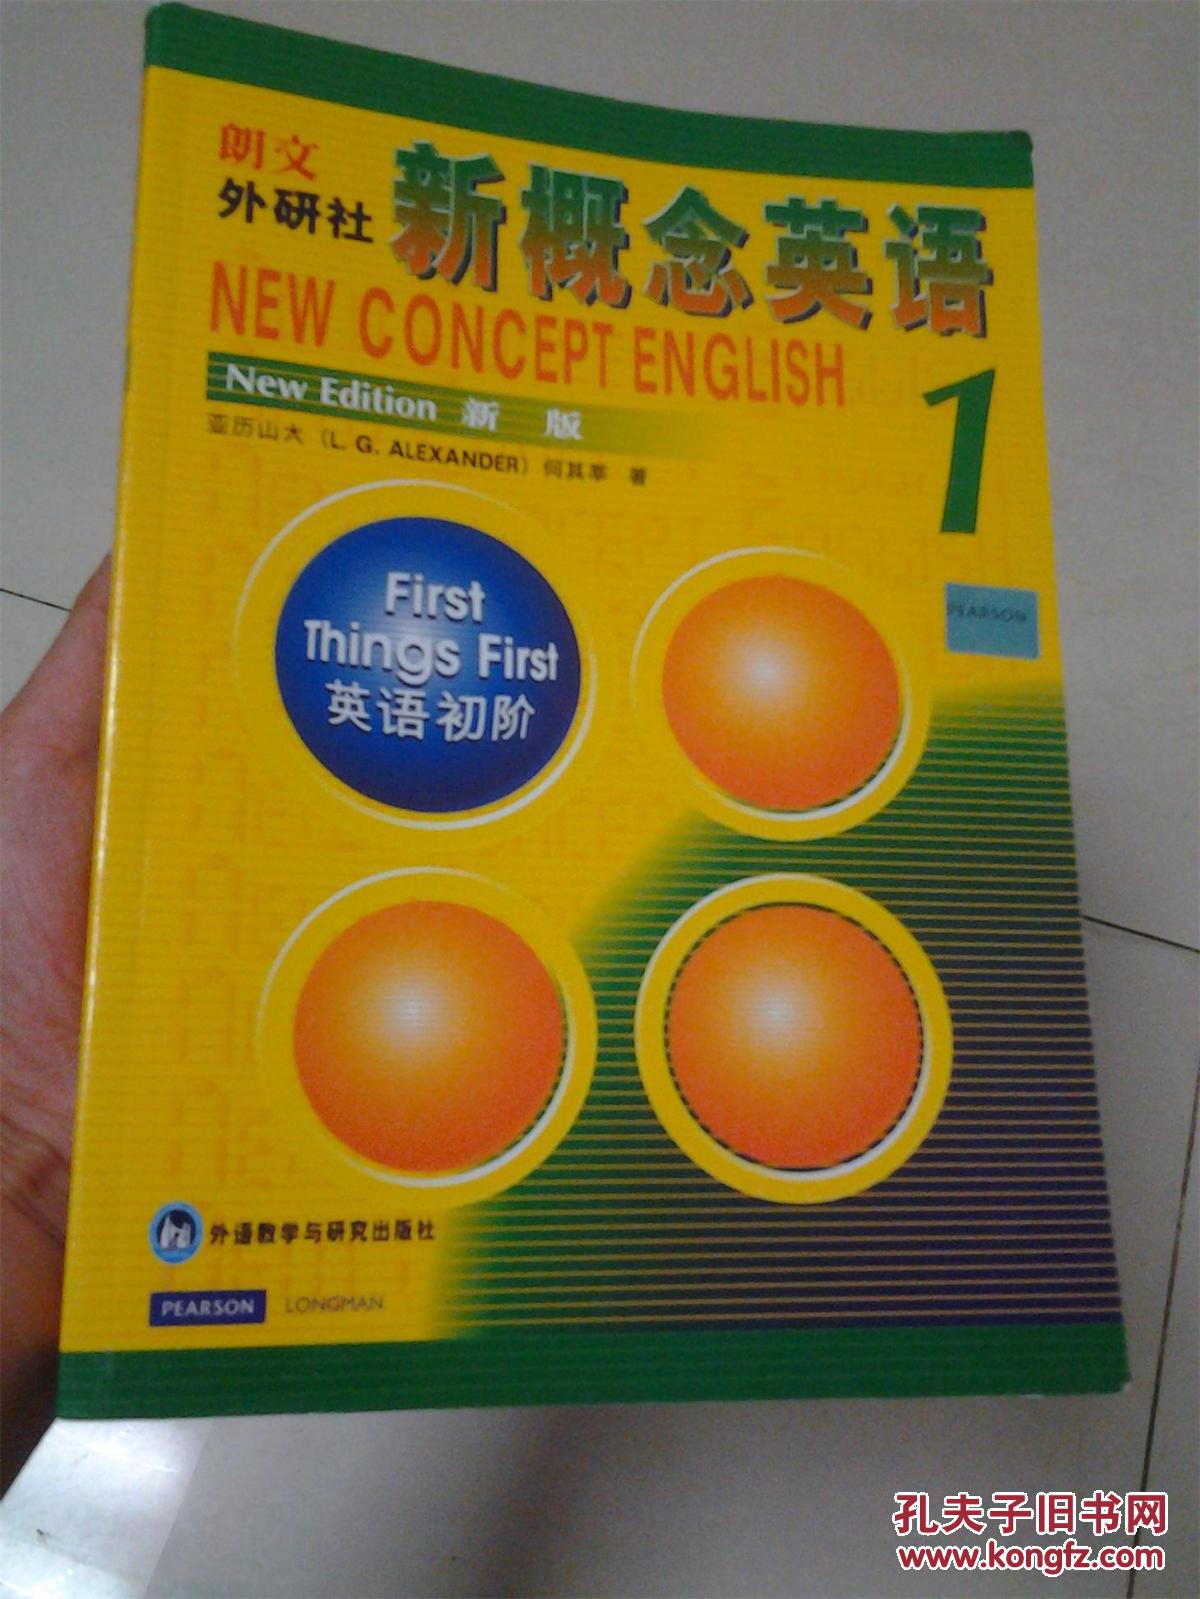 朗文
外研社
新概念英语
NEW CONCEPT ENGLISH
1
New Edition 新 版
亚历山大（L. G. ALEXANDER）何其莘 著
First
Things First
英语初阶
PEARSON
外语教学与研究出版社
PEARSON LONGMAN
孔夫子旧书网
www.kongfz.com